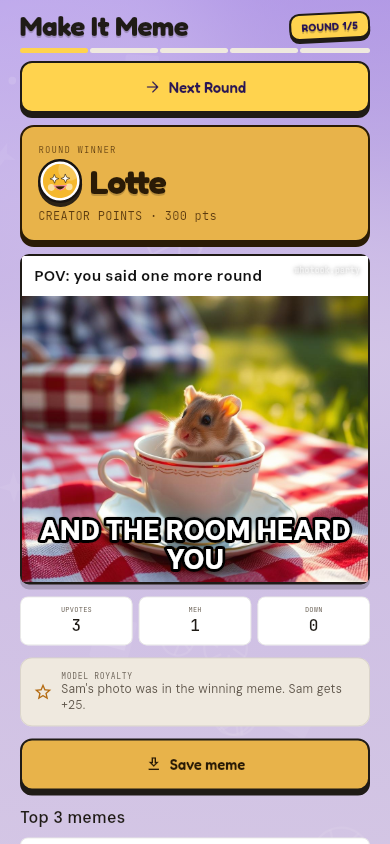 Make It Meme
ROUND 1/5
Next Round
ROUND WINNER
Lotte
CREATOR POINTS · 300 pts
POV: you said one more round
AND THE ROOM HEARD
YOU
UPVOTES
3
MEH
1
DOWN
0
MODEL ROYALTY
Sam's photo was in the winning meme. Sam gets
+25.
Save meme
Top 3 memes